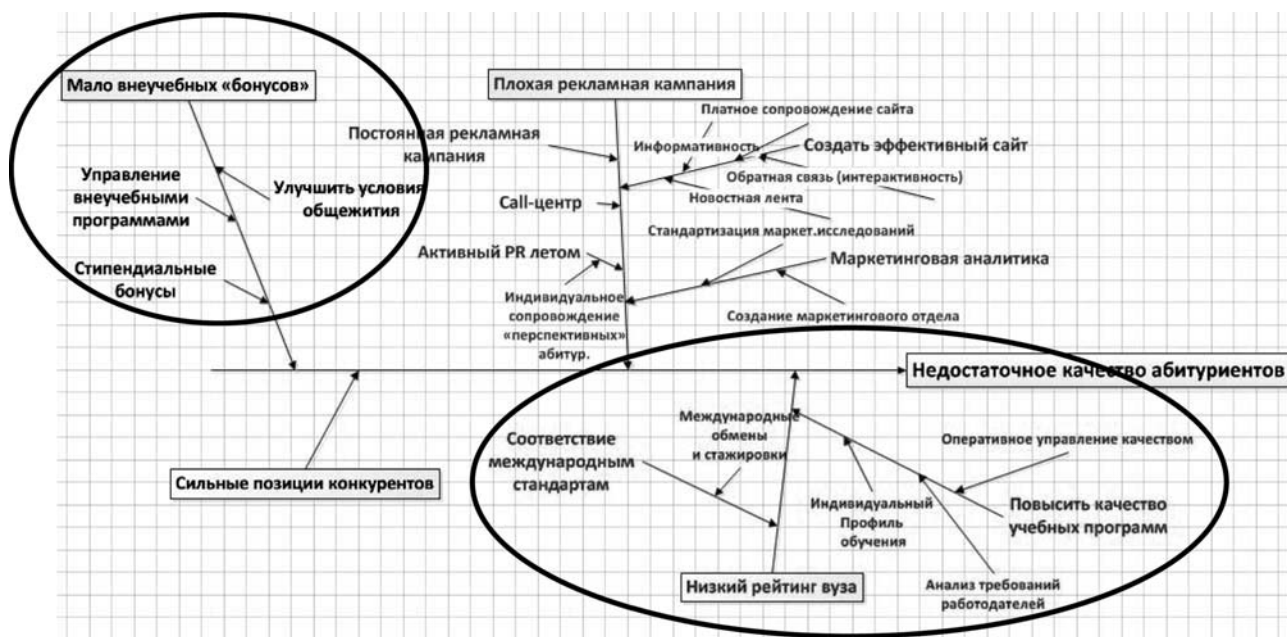 Мало внеучебных «бонусов»
Управление
внеучебными
программами
Улучшить условия
общежития
Стипендиальные
бонусы
Плохая рекламная кампания
Постоянная рекламная
кампания
Платное сопровождение сайта
Информативность
Создать эффективный сайт
Обратная связь (интерактивность)
Новостная лента
Call-центр
Стандартизация маркет.исследований
Активный PR летом
Маркетинговая аналитика
Индивидуальное
сопровождение
«перспективных»
абитур.
Создание маркетингового отдела
Недостаточное качество абитуриентов
Сильные позиции конкурентов
Соответствие
международным
стандартам
Международные
обмены
и стажировки
Оперативное управление качеством
Индивидуальный
Профиль
обучения
Повысить качество
учебных программ
Низкий рейтинг вуза
Анализ требований
работодателей